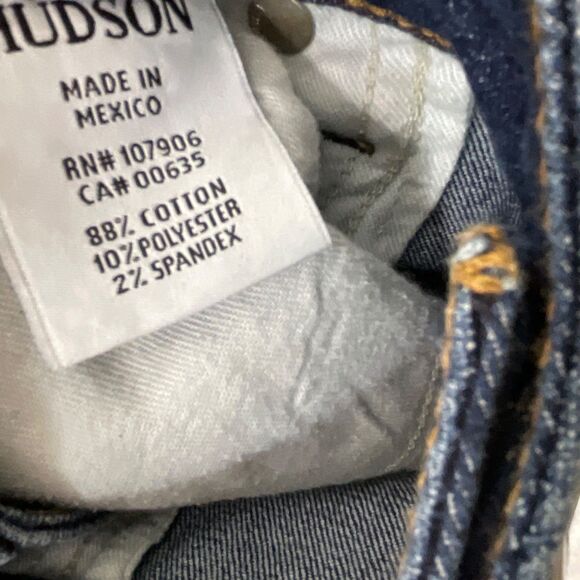 HUDSON
MADE IN
MEXICO
RN# 107906
CA# 00635
88% COTTON
10% POLYESTER
2% SPANDEX